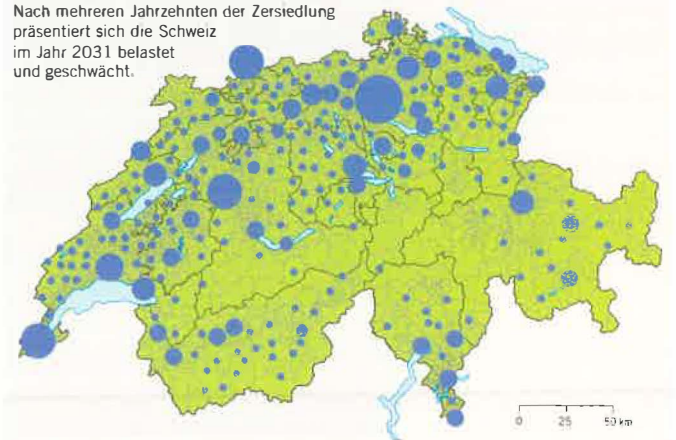 Nach mehreren Jahrzehnten der Zersiedlung
präsentiert sich die Schweiz
im Jahr 2031 belastet
und geschwächt.
0 25 50 km